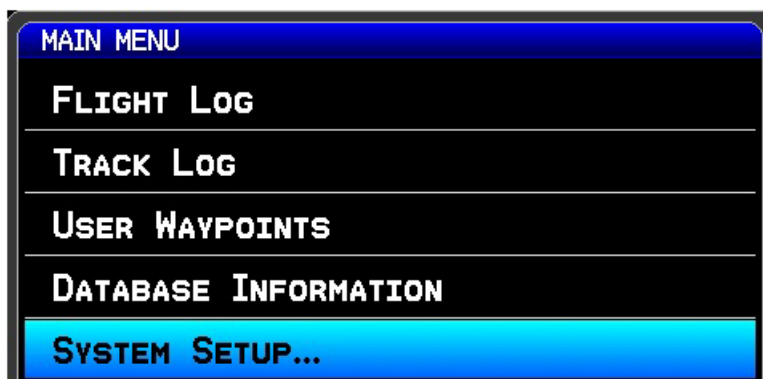 MAIN MENU
FLIGHT LOG
TRACK LOG
USER WAYPOINTS
DATABASE INFORMATION
SYSTEM SETUP...